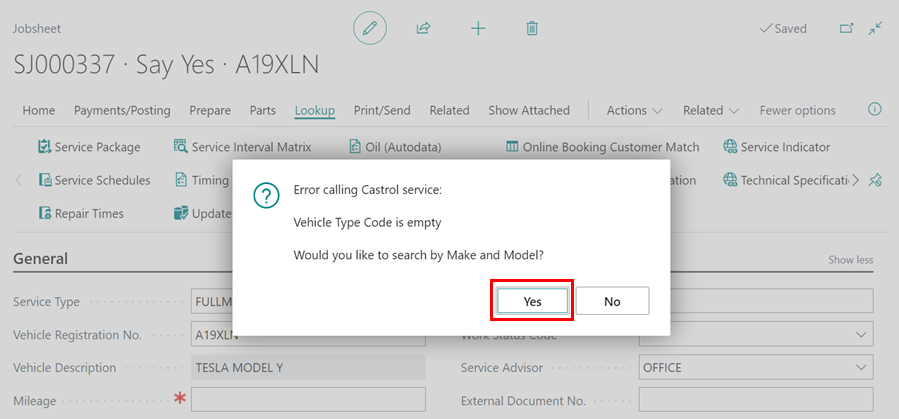 Jobsheet
Saved
SJ000337 · Say Yes · A19XLN
Home Payments/Posting Prepare Parts Lookup Print/Send Related Show Attached Actions Related Fewer options
Service Package Service Interval Matrix Oil (Autodata) Online Booking Customer Match Service Indicator
Service Schedules Timing Technical Specificati
Repair Times Update
Error calling Castrol service:
Vehicle Type Code is empty
Would you like to search by Make and Model?
Yes No
General Show less
Service Type FULLM
Vehicle Registration No. A19XLN Work Status Code
Vehicle Description TESLA MODEL Y Service Advisor OFFICE
Mileage External Document No.